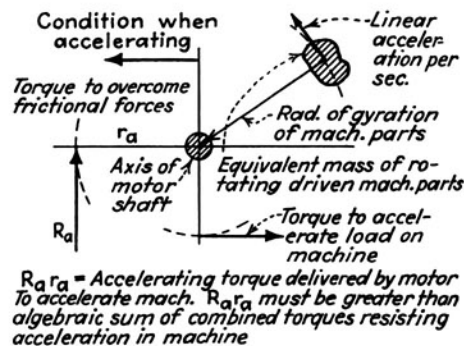 Condition when
accelerating
Linear
acceler-
ation per
sec.
Torque to overcome
frictional forces
ra
Rad. of gyration
of mach. parts
Axis of
motor
shaft
Equivalent mass of ro-
tating driven mach. parts
Ra
Torque to accel-
erate load on
machine
Rara = Accelerating torque delivered by motor
To accelerate mach. Rara must be greater than
algebraic sum of combined torques resisting
acceleration in machine